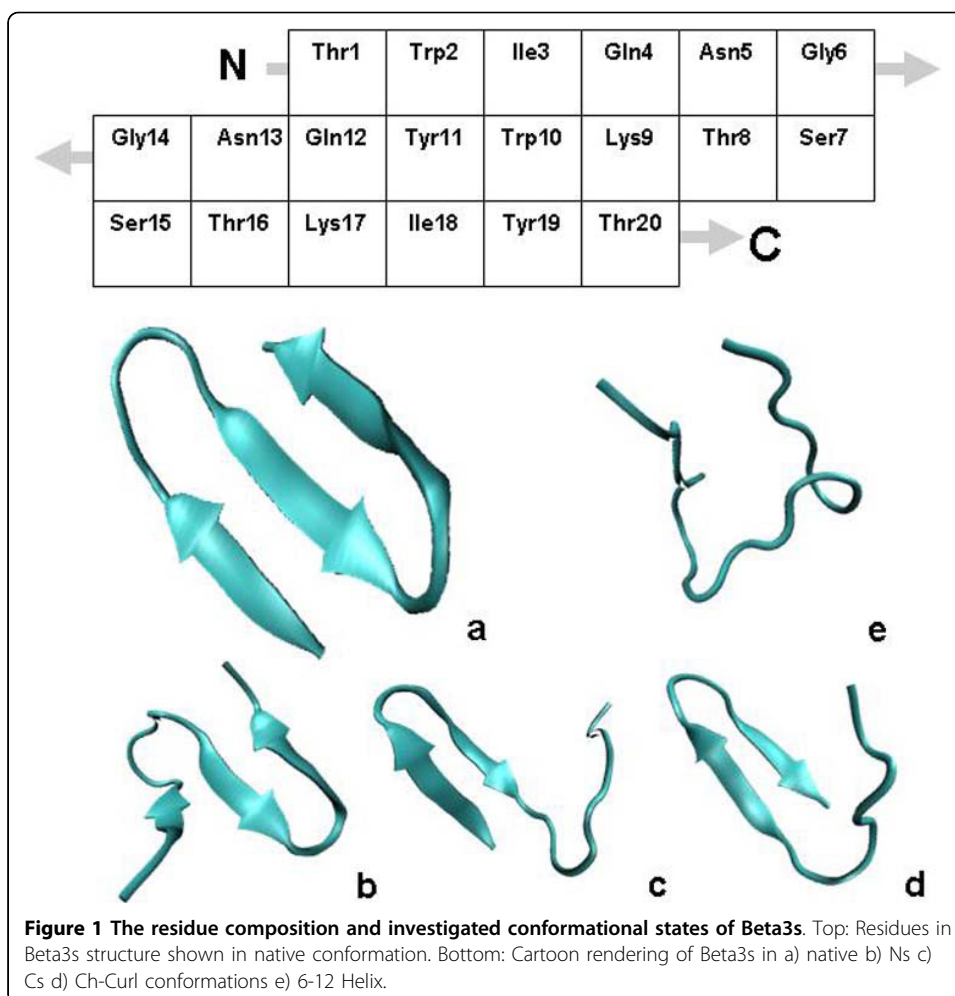 N Thr1 Trp2 Ile3 Gln4 Asn5 Gly6
Gly14 Asn13 Gln12 Tyr11 Trp10 Lys9 Thr8 Ser7
Ser15 Thr16 Lys17 Ile18 Tyr19 Thr20 C
a
e
b
c
d
Figure 1 The residue composition and investigated conformational states of Beta3s. Top: Residues in
Beta3s structure shown in native conformation. Bottom: Cartoon rendering of Beta3s in a) native b) Ns c)
Cs d) Ch-Curl conformations e) 6-12 Helix.